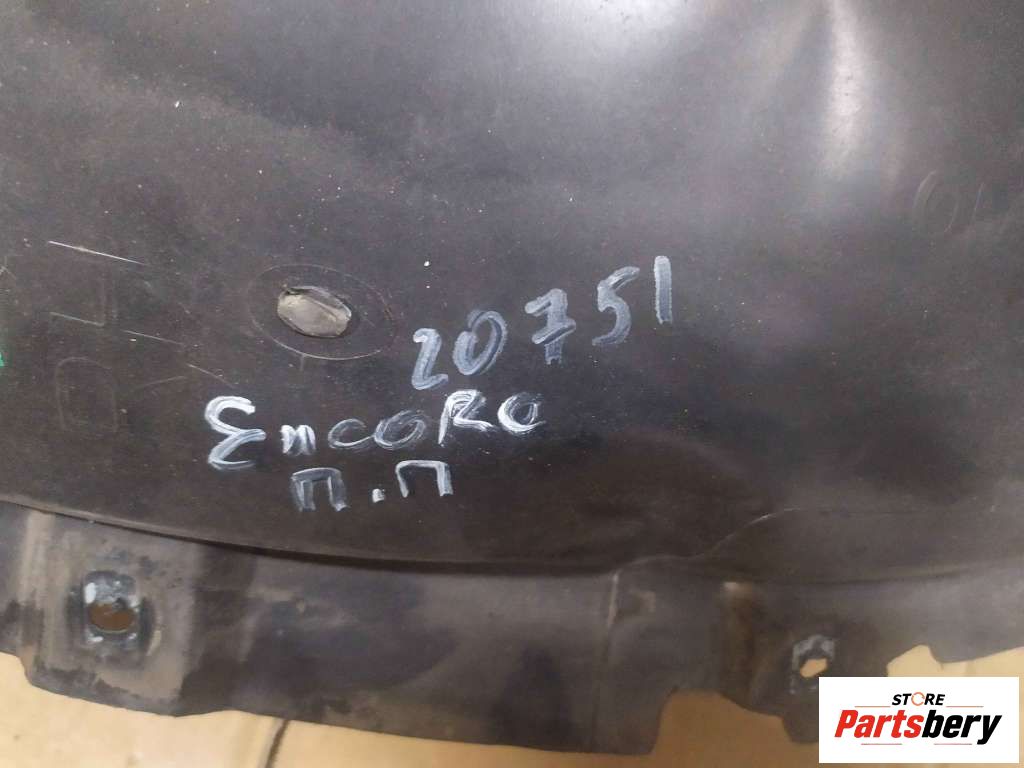 20751
Encore
П.П
STORE
Partsbery